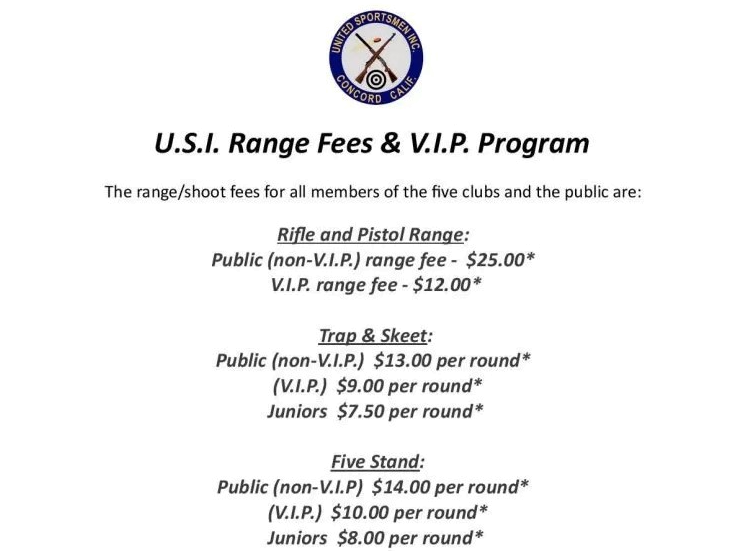 UNITED SPORTSMEN INC.
CONCORD CALIF.
U.S.I. Range Fees & V.I.P. Program
The range/shoot fees for all members of the five clubs and the public are:
Rifle and Pistol Range:
Public (non-V.I.P.) range fee -  $25.00*
V.I.P. range fee - $12.00*
Trap & Skeet:
Public (non-V.I.P.)  $13.00 per round*
(V.I.P.)  $9.00 per round*
Juniors  $7.50 per round*
Five Stand:
Public (non-V.I.P)  $14.00 per round*
(V.I.P.)  $10.00 per round*
Juniors  $8.00 per round*